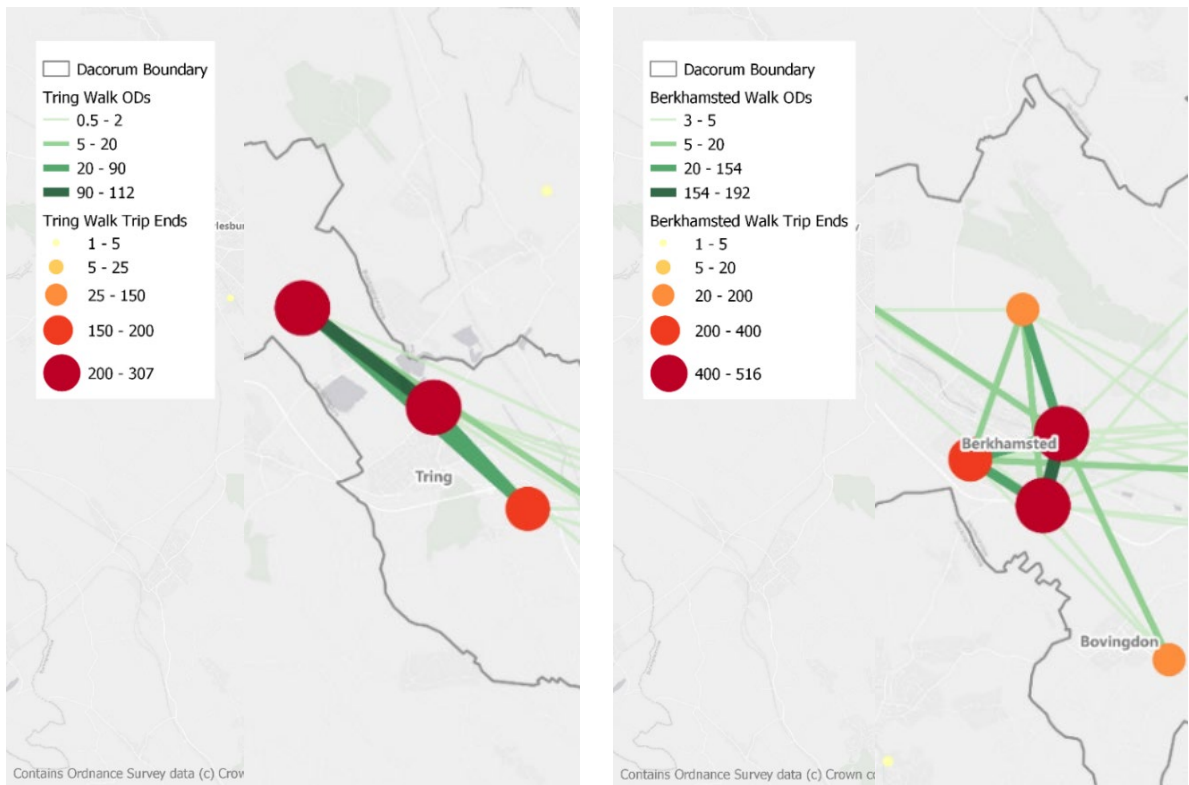 Dacorum Boundary
Tring Walk ODs
0.5 - 2
5 - 20
20 - 90
90 - 112
Tring Walk Trip Ends
1 - 5
5 - 25
25 - 150
150 - 200
200 - 307
lesbur
Tring
Contains Ordnance Survey data (c) Crow
Dacorum Boundary
Berkhamsted Walk ODs
3 - 5
5 - 20
20 - 154
154 - 192
Berkhamsted Walk Trip Ends
1 - 5
5 - 20
20 - 200
200 - 400
400 - 516
Berkhamsted
Bovingdon
Contains Ordnance Survey data (c) Crown c